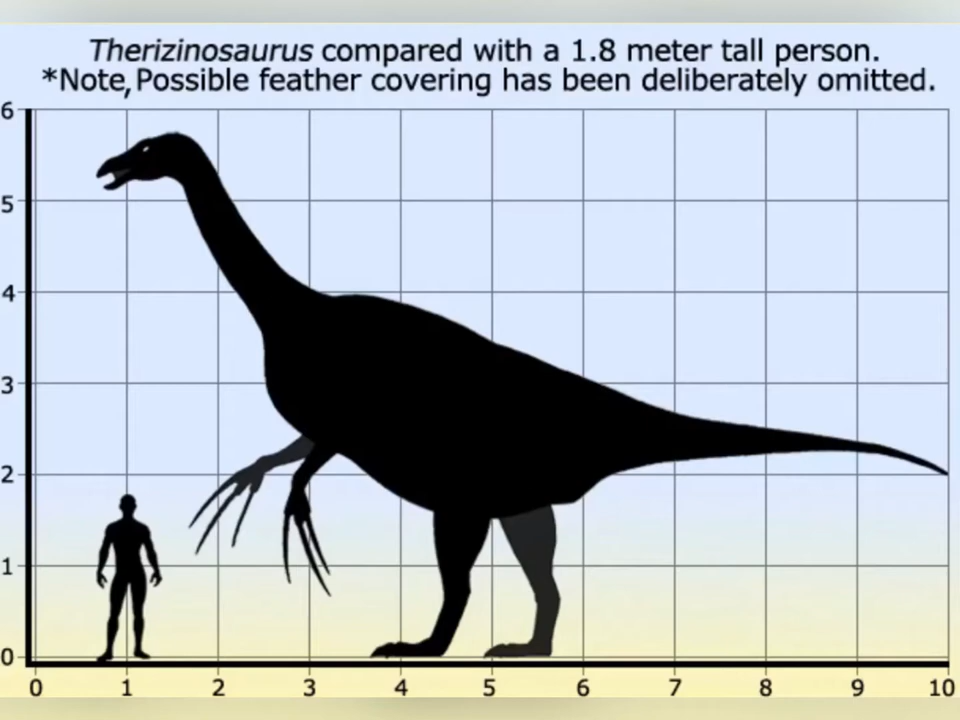 Therizinosaurus compared with a 1.8 meter tall person.
*Note,Possible feather covering has been deliberately omitted.
6
5
4
3
2
1
0
0 1 2 3 4 5 6 7 8 9 10